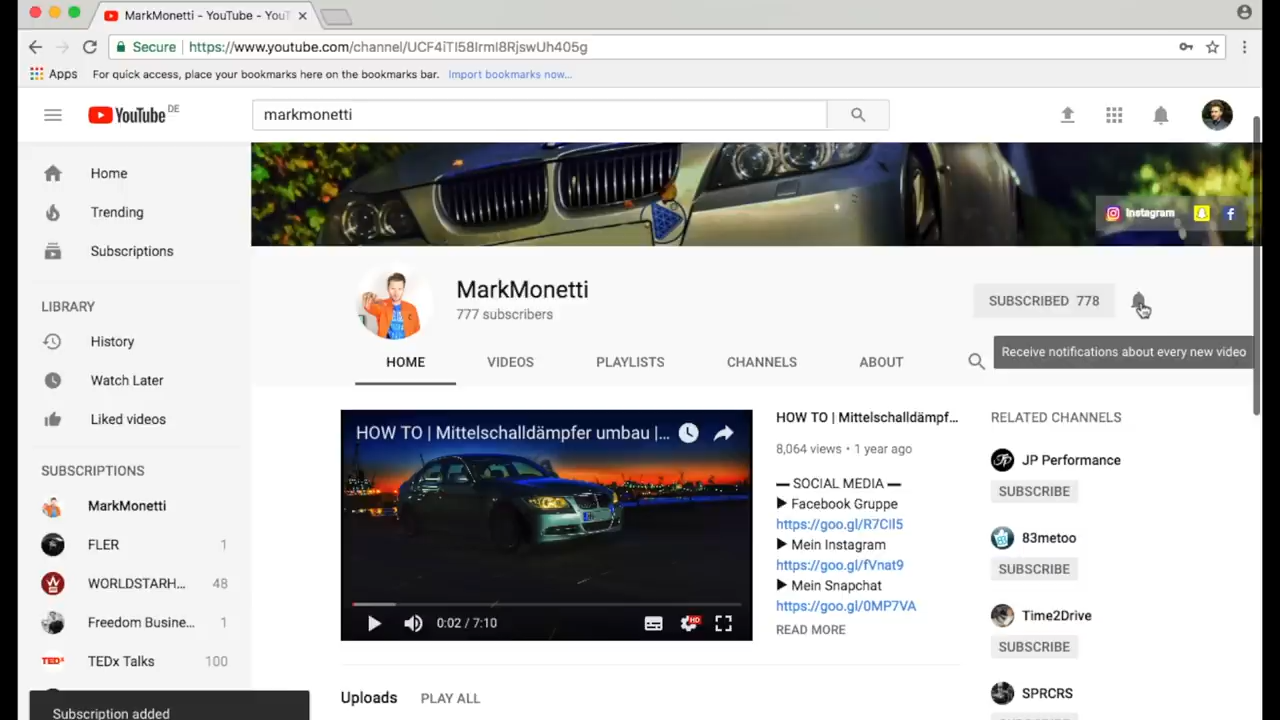 MarkMonetti - YouTube - YouT
Secure https://www.youtube.com/channel/UCF4iTI58IrmI8RjswUh405g
Apps For quick access, place your bookmarks here on the bookmarks bar. Import bookmarks now...
YouTube DE
markmonetti
Home
Trending
Subscriptions
LIBRARY
History
Watch Later
Liked videos
SUBSCRIPTIONS
MarkMonetti
FLER 1
WORLDSTARH... 48
Freedom Busine... 1
TEDx Talks 100
Subscription added
Instagram
MarkMonetti
777 subscribers
SUBSCRIBED 778
Receive notifications about every new video
HOME VIDEOS PLAYLISTS CHANNELS ABOUT
HOW TO | Mittelschalldämpfer umbau |...
0:02 / 7:10
HD
HOW TO | Mittelschalldämpf...
8,064 views • 1 year ago
▬ SOCIAL MEDIA ▬
▶ Facebook Gruppe
https://goo.gl/R7CIl5
▶ Mein Instagram
https://goo.gl/fVnat9
▶ Mein Snapchat
https://goo.gl/0MP7VA
READ MORE
RELATED CHANNELS
JP Performance
SUBSCRIBE
83metoo
SUBSCRIBE
Time2Drive
SUBSCRIBE
SPRCRS
Uploads PLAY ALL